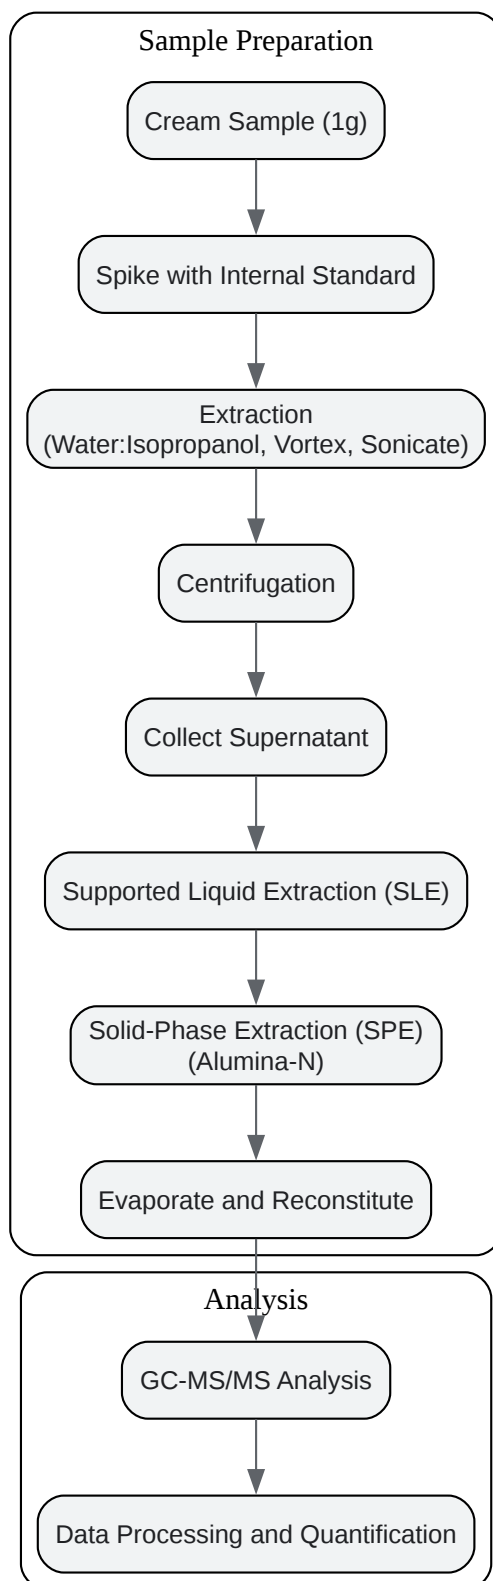 Sample Preparation
Cream Sample (1g)
Spike with Internal Standard
Extraction
(Water:Isopropanol, Vortex, Sonicate)
Centrifugation
Collect Supernatant
Supported Liquid Extraction (SLE)
Solid-Phase Extraction (SPE)
(Alumina-N)
Evaporate and Reconstitute
Analysis
GC-MS/MS Analysis
Data Processing and Quantification